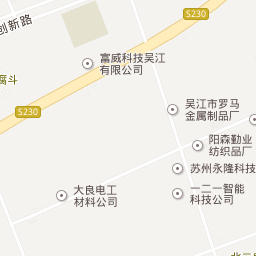 创新路
S230
富威科技吴江
有限公司
腐斗
S230
吴江市罗马
金属制品厂
阳森勤业
纺织品厂
苏州永隆科技
大良电工
材料公司
一二一智能
科技公司